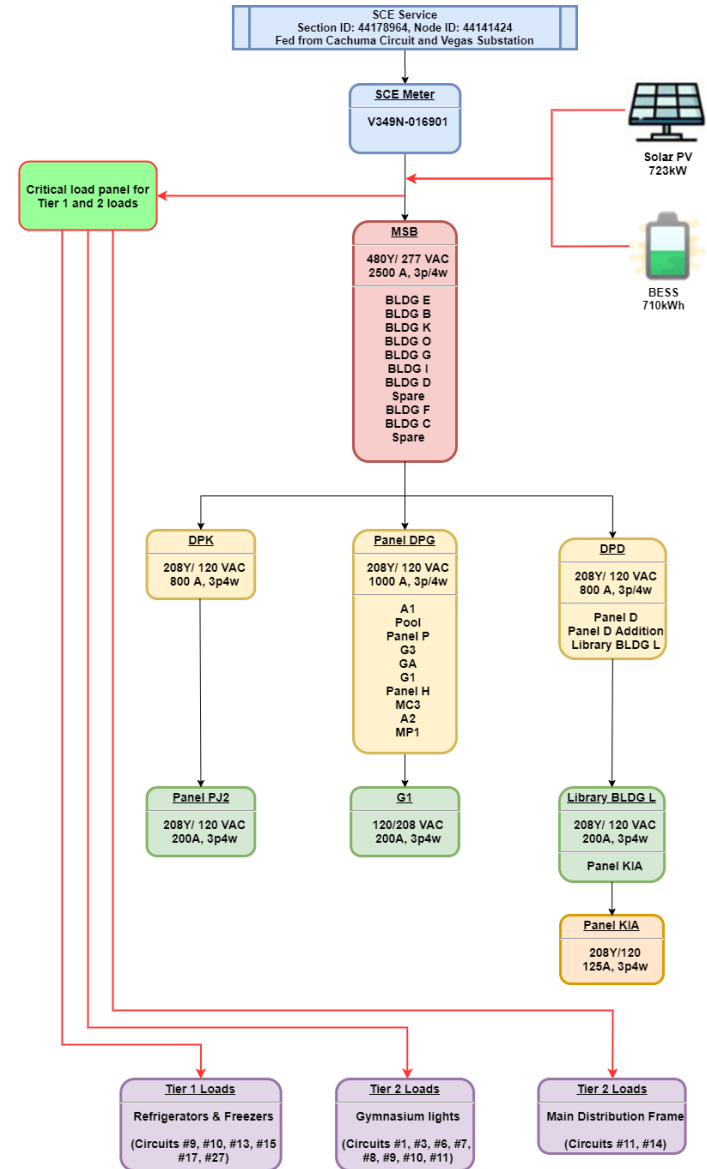 SCE Service
Section ID: 44178964, Node ID: 44141424
Fed from Cachuma Circuit and Vegas Substation
SCE Meter
V349N-016901
Solar PV
723kW
Critical load panel for
Tier 1 and 2 loads
MSB
480Y/ 277 VAC
2500 A, 3p/4w
BLDG E
BLDG B
BLDG K
BLDG O
BLDG G
BLDG I
BLDG D
Spare
BLDG F
BLDG C
Spare
BESS
710kWh
DPK
208Y/ 120 VAC
800 A, 3p4w
Panel DPG
208Y/ 120 VAC
1000 A, 3p/4w
A1
Pool
Panel P
G3
GA
G1
Panel H
MC3
A2
MP1
DPD
208Y/ 120 VAC
800 A, 3p/4w
Panel D
Panel D Addition
Library BLDG L
Panel PJ2
208Y/ 120 VAC
200A, 3p4w
G1
120/208 VAC
200A, 3p4w
Library BLDG L
208Y/ 120 VAC
200A, 3p4w
Panel KIA
Panel KIA
208Y/120
125A, 3p4w
Tier 1 Loads
Refrigerators & Freezers
(Circuits #9, #10, #13, #15
#17, #27)
Tier 2 Loads
Gymnasium lights
(Circuits #1, #3, #6, #7,
#8, #9, #10, #11)
Tier 2 Loads
Main Distribution Frame
(Circuits #11, #14)